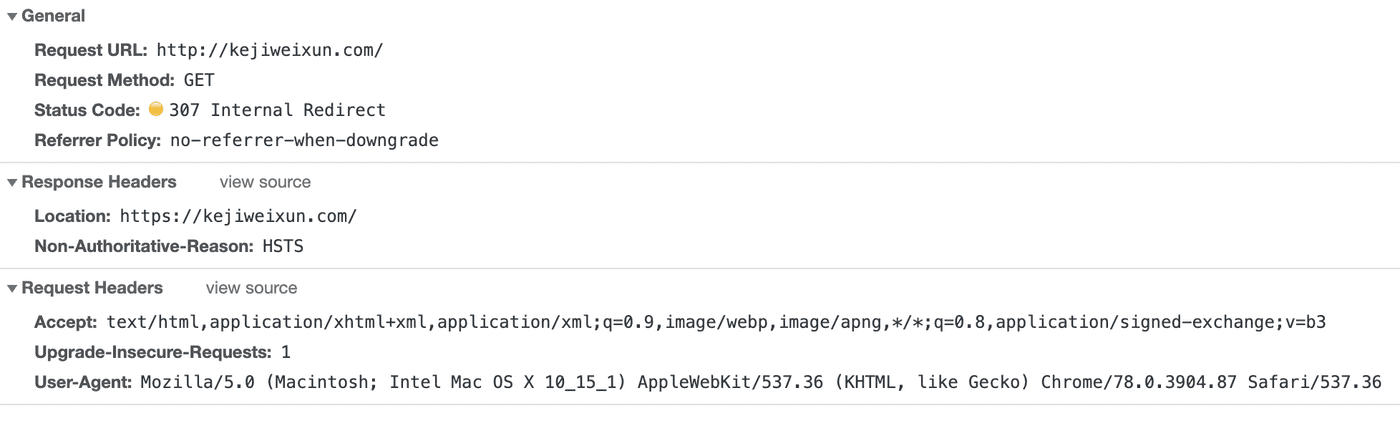 General
Request URL: http://kejiweixun.com/
Request Method: GET
Status Code: 307 Internal Redirect
Referrer Policy: no-referrer-when-downgrade
Response Headers view source
Location: https://kejiweixun.com/
Non-Authoritative-Reason: HSTS
Request Headers view source
Accept: text/html,application/xhtml+xml,application/xml;q=0.9,image/webp,image/apng,*/*;q=0.8,application/signed-exchange;v=b3
Upgrade-Insecure-Requests: 1
User-Agent: Mozilla/5.0 (Macintosh; Intel Mac OS X 10_15_1) AppleWebKit/537.36 (KHTML, like Gecko) Chrome/78.0.3904.87 Safari/537.36